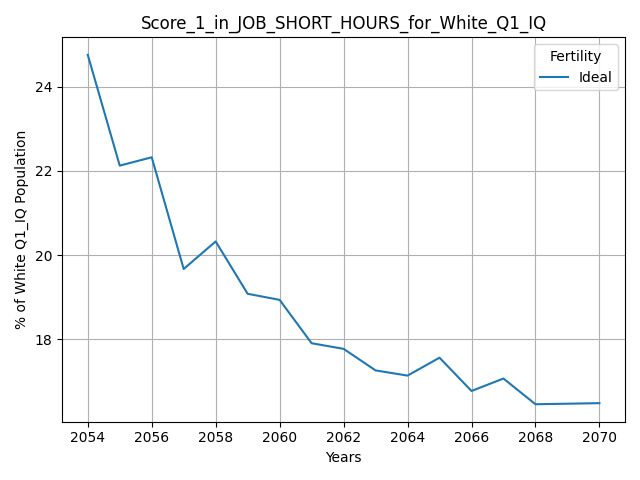 Score_1_in_JOB_SHORT_HOURS_for_White_Q1_IQ
Fertility
Ideal
24
22
20
18
% of White Q1_IQ Population
2054 2056 2058 2060 2062 2064 2066 2068 2070
Years